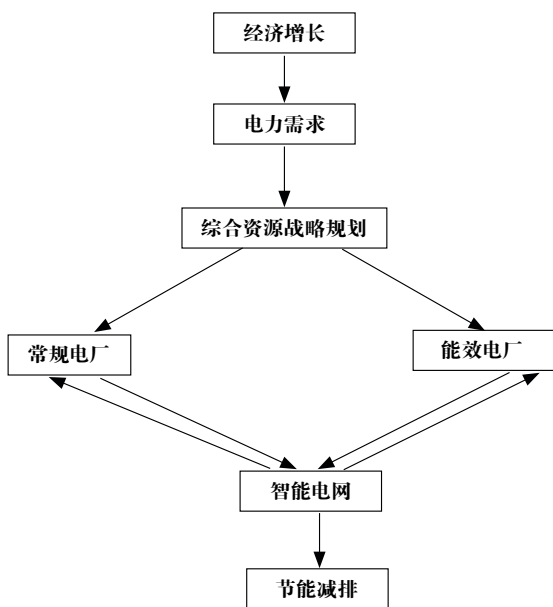 经济增长
电力需求
综合资源战略规划
常规电厂
能效电厂
智能电网
节能减排